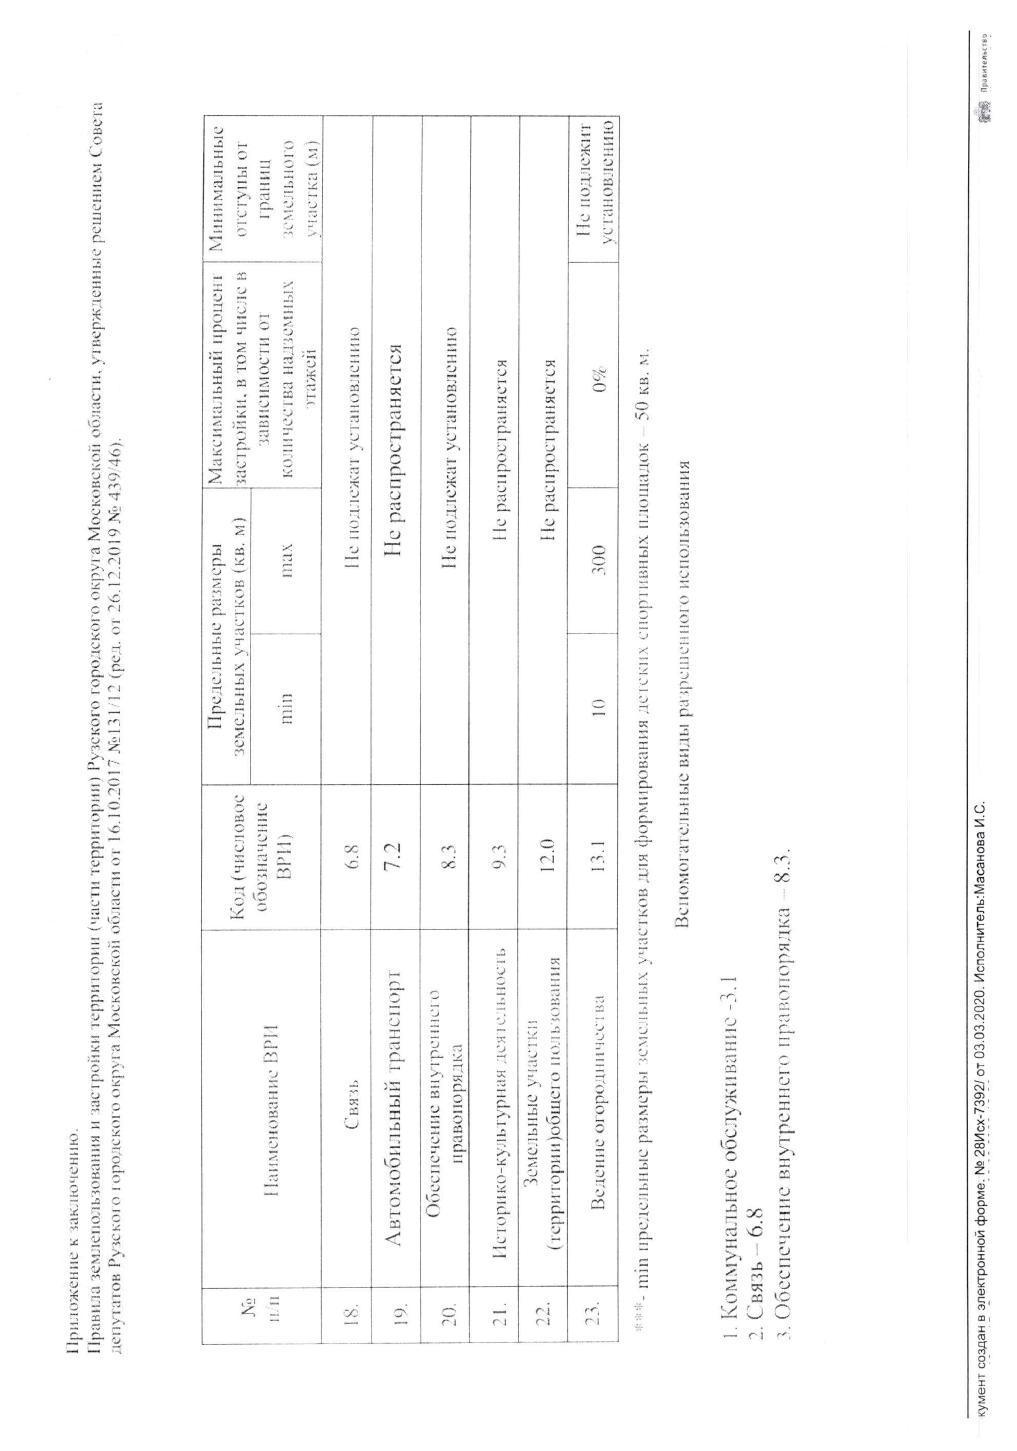 Приложение к заключению.
Правила землепользования и застройки территории (части территории) Рузского городского округа Московской области, утвержденные решением Совета
депутатов Рузского городского округа Московской области от 16.10.2017 №131/12 (ред. от 26.12.2019 № 439/46).
№ п/п
Наименование ВРИ
Код (числовое обозначение ВРИ)
Предельные размеры земельных участков (кв. м)
min
max
Максимальный процент застройки, в том числе в зависимости от количества надземных этажей
Минимальные отступы от границ земельного участка (м)
18. Связь 6.8 Не подлежат установлению
19. Автомобильный транспорт 7.2 Не распространяется
20. Обеспечение внутреннего правопорядка 8.3 Не подлежат установлению
21. Историко-культурная деятельность 9.3 Не распространяется
22. Земельные участки (территории)общего пользования 12.0 Не распространяется
23. Ведение огородничества 13.1 10 300 0% Не подлежит установлению
***- min предельные размеры земельных участков для формирования детских спортивных площадок – 50 кв. м.
Вспомогательные виды разрешенного использования
1. Коммунальное обслуживание -3.1
2. Связь – 6.8
3. Обеспечение внутреннего правопорядка – 8.3.
кумент создан в электронной форме. № 28Исх-7392/ от 03.03.2020. Исполнитель:Масанова И.С.
Правительство